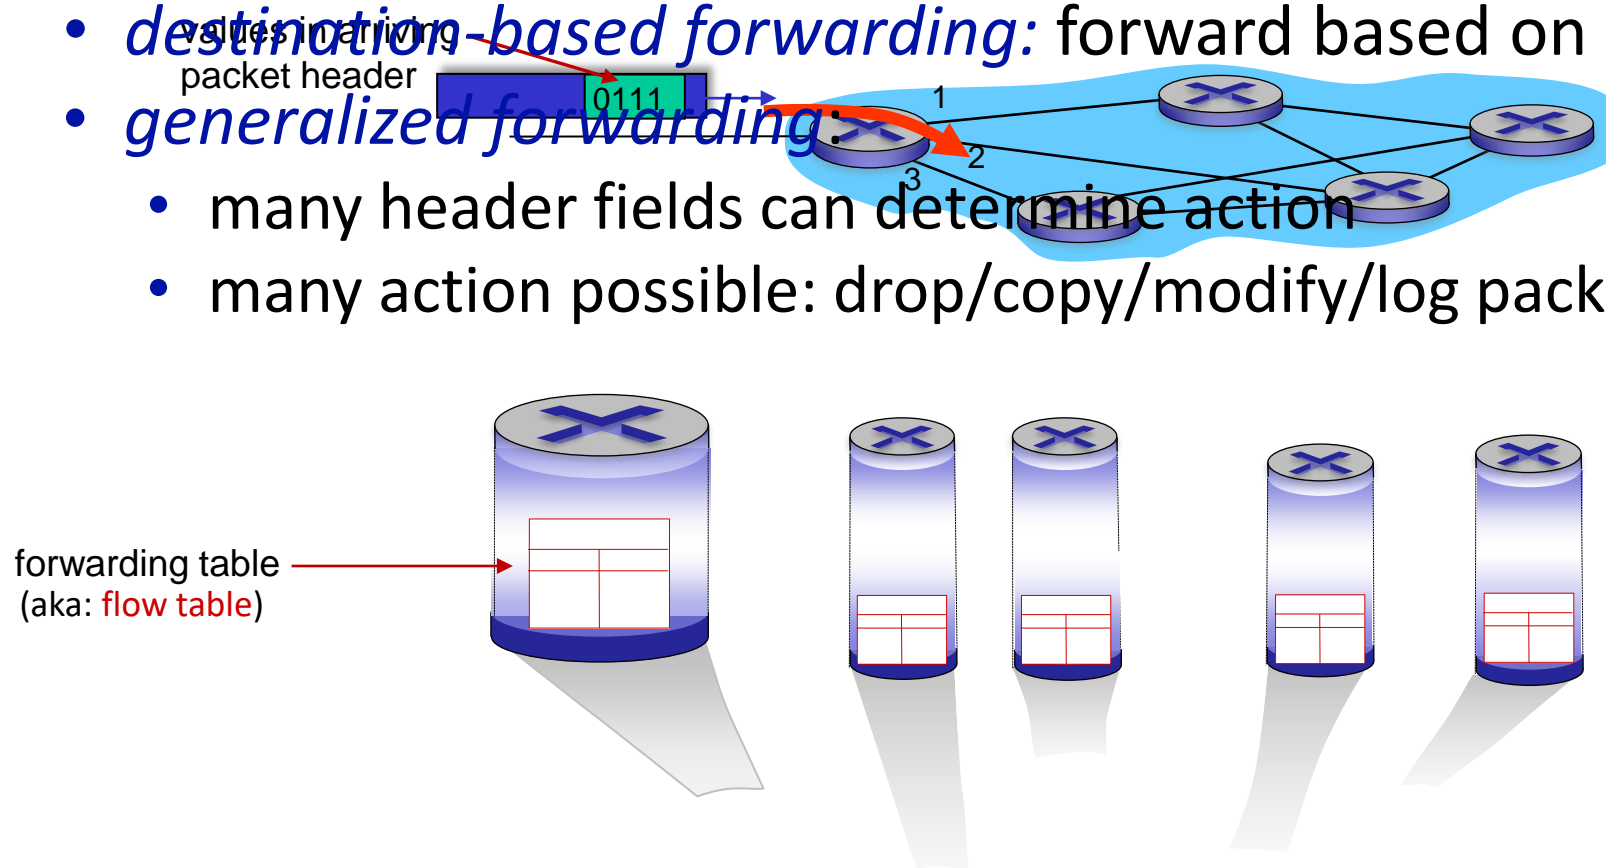 • destination-based forwarding: forward based on
values in arriving
packet header
0111
1
• generalized forwarding:
2
3
• many header fields can determine action
• many action possible: drop/copy/modify/log pack
forwarding table
(aka: flow table)